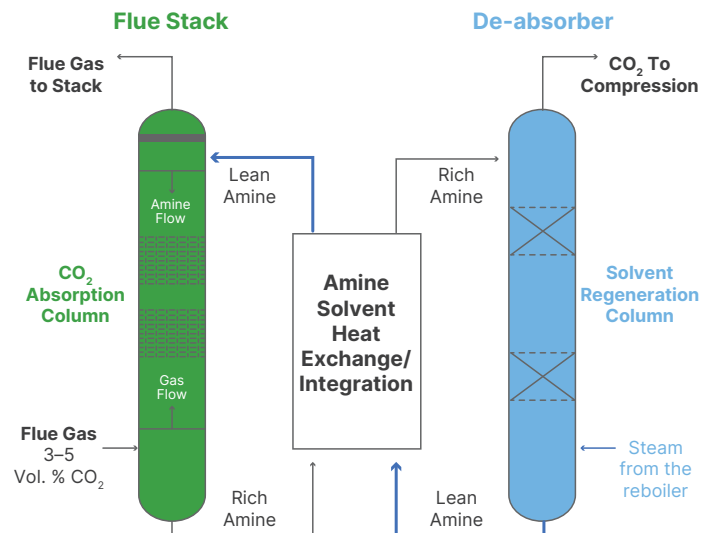 Flue Stack
De-absorber
Flue Gas
to Stack
CO₂ To
Compression
Lean
Amine
Rich
Amine
Amine
Flow
CO₂
Absorption
Column
Amine
Solvent
Heat
Exchange/
Integration
Solvent
Regeneration
Column
Gas
Flow
Flue Gas
3–5
Vol. % CO₂
Steam
from the
reboiler
Rich
Amine
Lean
Amine